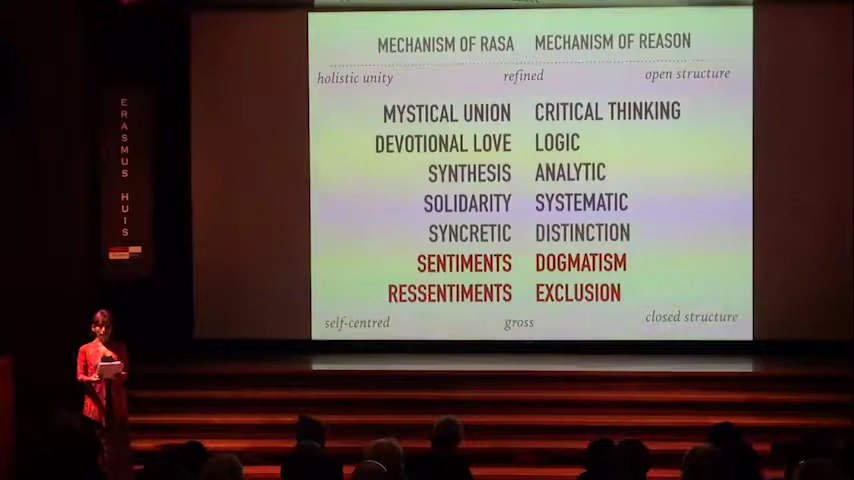 MECHANISM OF RASA MECHANISM OF REASON
holistic unity refined open structure
MYSTICAL UNION CRITICAL THINKING
DEVOTIONAL LOVE LOGIC
SYNTHESIS ANALYTIC
SOLIDARITY SYSTEMATIC
SYNCRETIC DISTINCTION
SENTIMENTS DOGMATISM
RESSENTIMENTS EXCLUSION
self-centred gross closed structure
ERASMUS HUIS